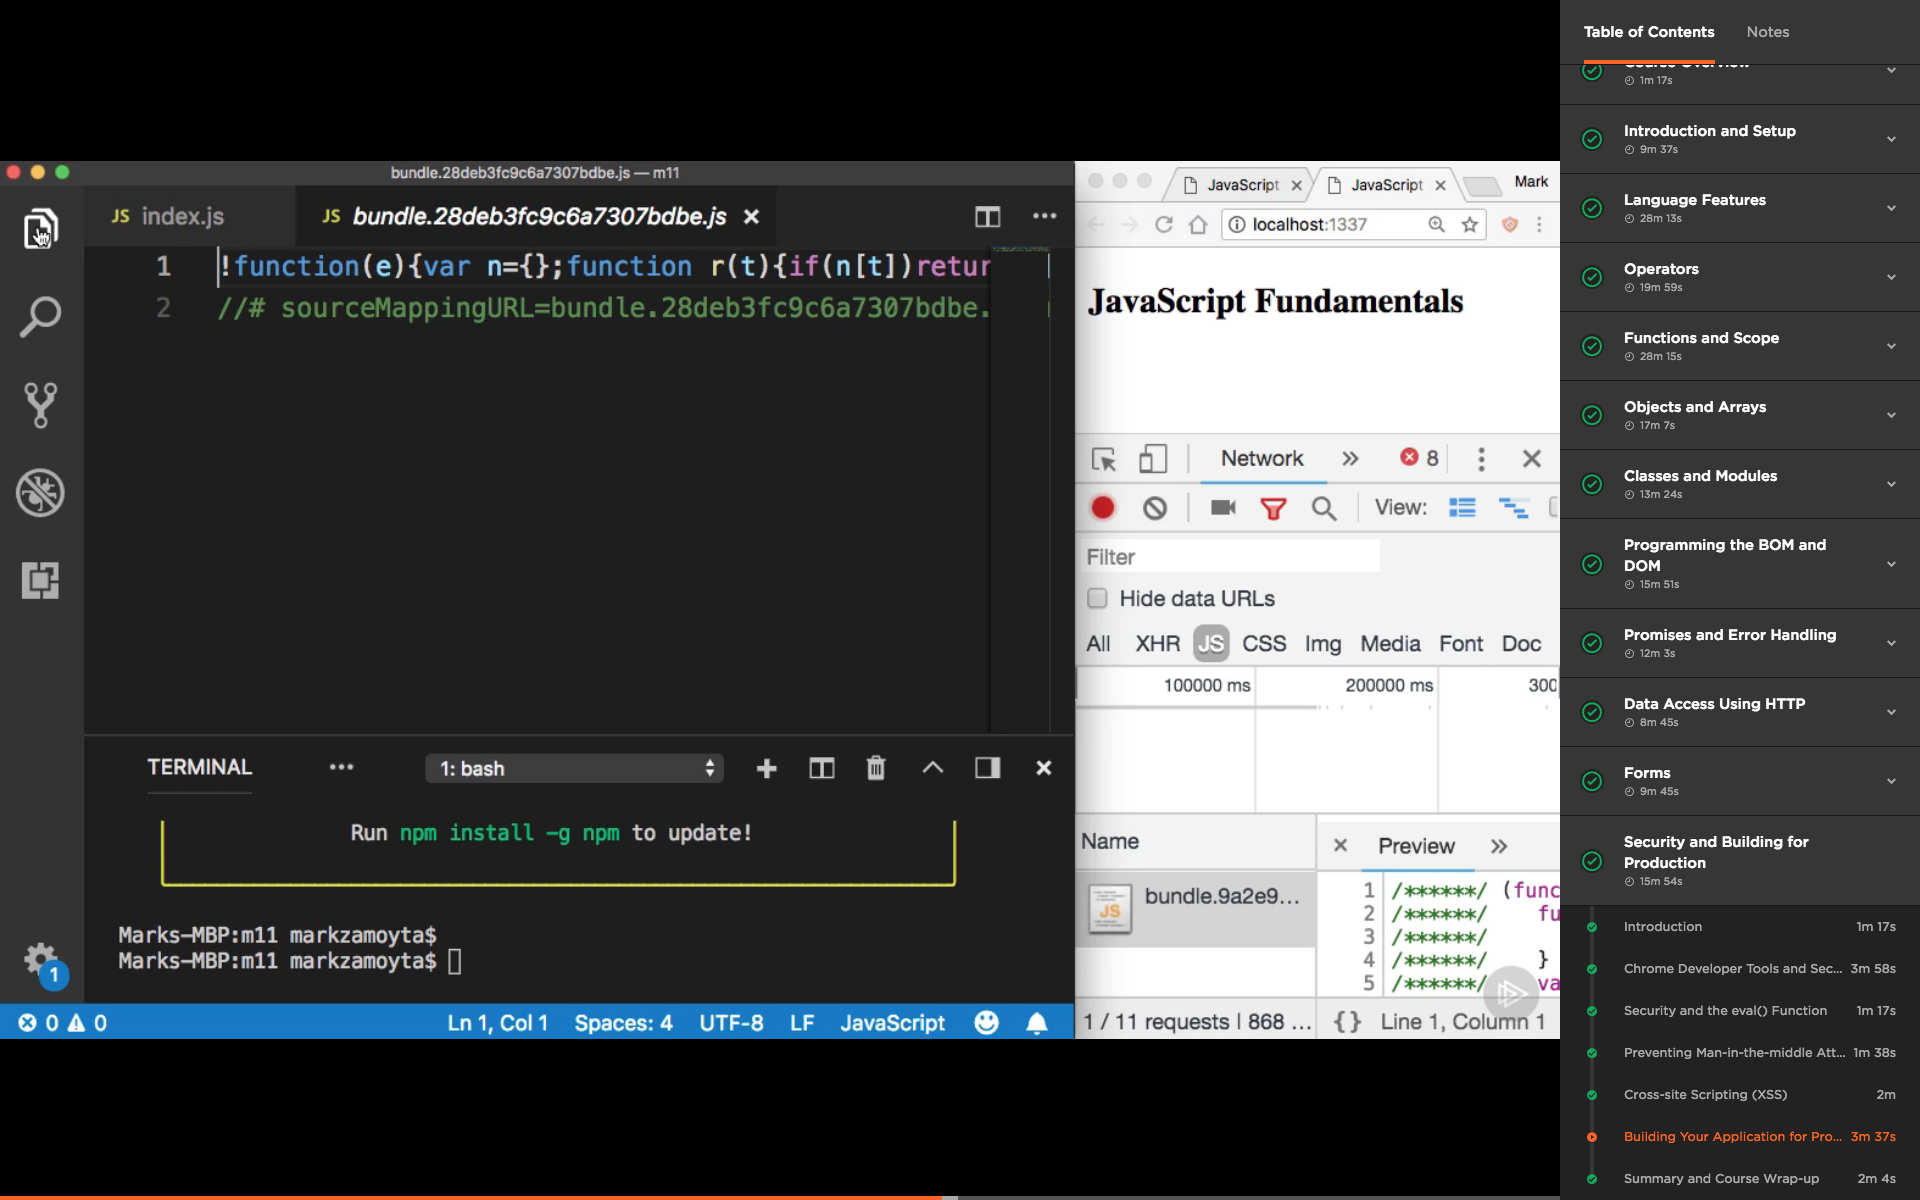 bundle.28deb3fc9c6a7307bdbe.js — m11
JS index.js
JS bundle.28deb3fc9c6a7307bdbe.js
1 !function(e){var n={};function r(t){if(n[t])retur
2 //# sourceMappingURL=bundle.28deb3fc9c6a7307bdbe.
TERMINAL
1: bash
Run npm install -g npm to update!
Marks-MBP:m11 markzamoyta$
Marks-MBP:m11 markzamoyta$
1
0 0
Ln 1, Col 1 Spaces: 4 UTF-8 LF JavaScript
JavaScript JavaScript Mark
localhost:1337
JavaScript Fundamentals
Network » 8
View:
Filter
Hide data URLs
All XHR JS CSS Img Media Font Doc
100000 ms 200000 ms 300
Name
Preview »
JS bundle.9a2e9...
1 /******/ (func
2 /******/ fu
3 /******/
4 /******/ }
5 /******/ va
1 / 11 requests | 868 ...
{} Line 1, Column 1
Table of Contents Notes
1m 17s
Introduction and Setup
9m 37s
Language Features
28m 13s
Operators
19m 59s
Functions and Scope
28m 15s
Objects and Arrays
17m 7s
Classes and Modules
13m 24s
Programming the BOM and
DOM
15m 51s
Promises and Error Handling
12m 3s
Data Access Using HTTP
8m 45s
Forms
9m 45s
Security and Building for
Production
15m 54s
Introduction 1m 17s
Chrome Developer Tools and Sec... 3m 58s
Security and the eval() Function 1m 17s
Preventing Man-in-the-middle Att... 1m 38s
Cross-site Scripting (XSS) 2m
Building Your Application for Pro... 3m 37s
Summary and Course Wrap-up 2m 4s